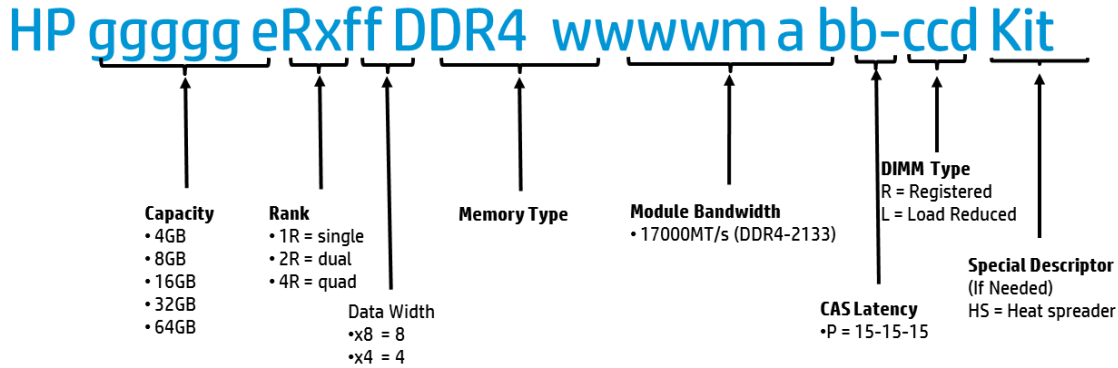 HP ggggg eRxff DDR4 wwwwm a bb-ccd Kit
Capacity
• 4GB
• 8GB
• 16GB
• 32GB
• 64GB
Rank
• 1R = single
• 2R = dual
• 4R = quad
Data Width
•x8 = 8
•x4 = 4
Memory Type
Module Bandwidth
• 17000MT/s (DDR4-2133)
CAS Latency
•P = 15-15-15
DIMM Type
R = Registered
L = Load Reduced
Special Descriptor
(If Needed)
HS = Heat spreader